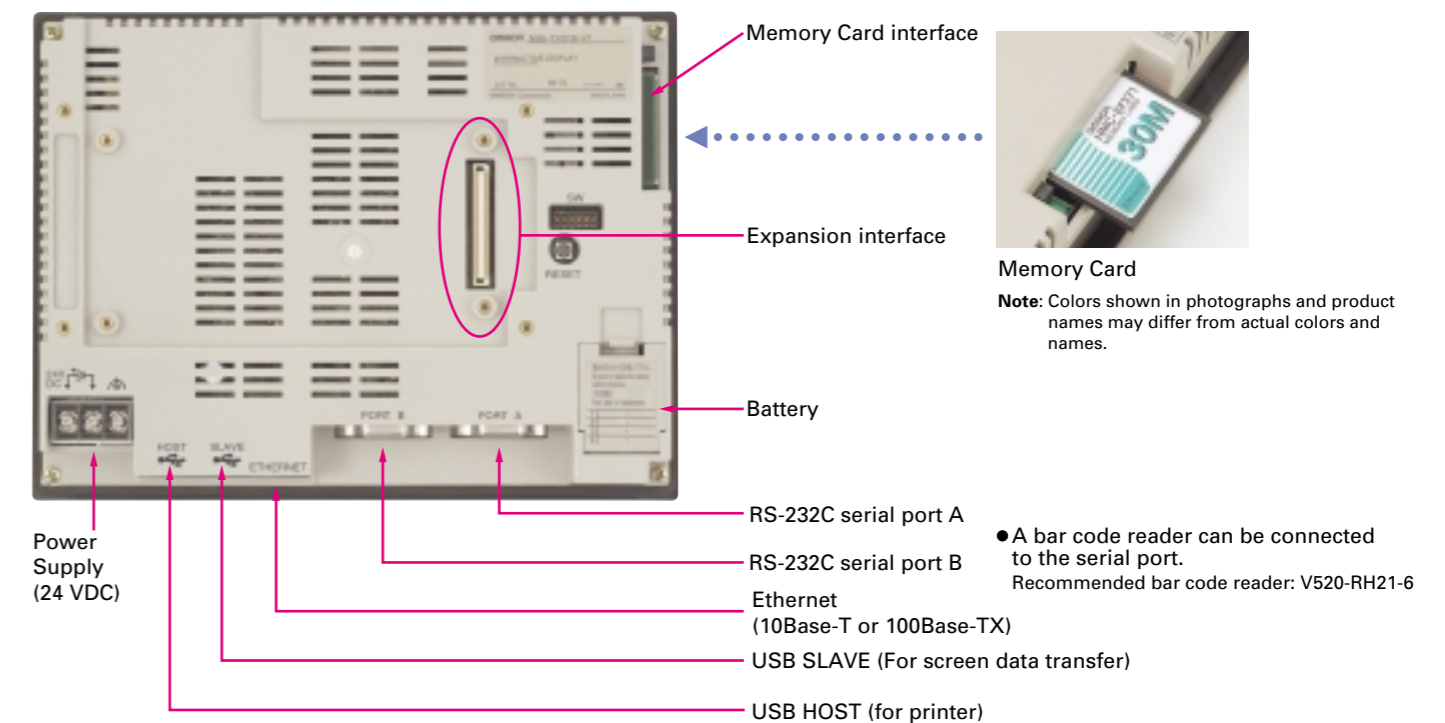 Memory Card interface
OMRON
SW
Expansion interface
RESET
30M
Memory Card
Note: Colors shown in photographs and product
names may differ from actual colors and
names.
Battery
PORT B
PORT A
HOST
SLAVE
ETHERNET
Power
Supply
(24 VDC)
RS-232C serial port A
RS-232C serial port B
●A bar code reader can be connected
to the serial port.
Recommended bar code reader: V520-RH21-6
Ethernet
(10Base-T or 100Base-TX)
USB SLAVE (For screen data transfer)
USB HOST (for printer)